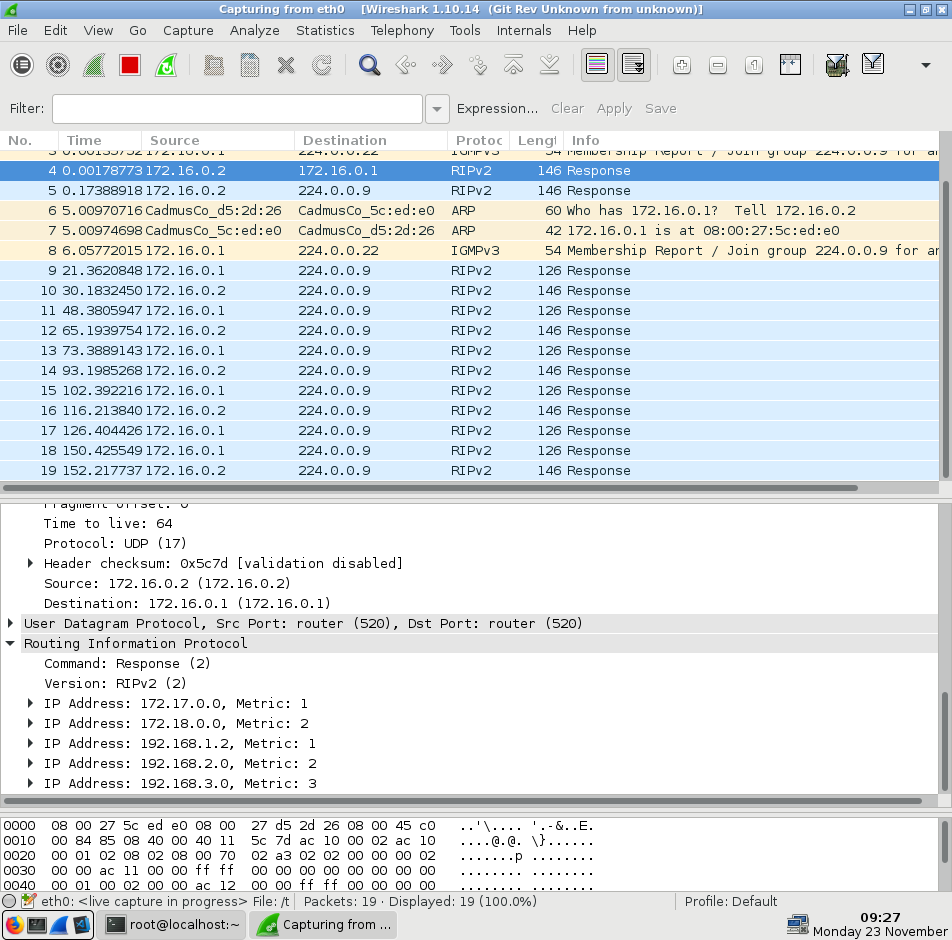 Capturing from eth0 [Wireshark 1.10.14 (Git Rev Unknown from unknown)]
File Edit View Go Capture Analyze Statistics Telephony Tools Internals Help
Filter: Expression... Clear Apply Save
No. Time Source Destination Protoc Lengt Info
3 0.00135752 172.16.0.1 224.0.0.22 IGMPv3 54 Membership Report / Join group 224.0.0.9 for an
4 0.00178773 172.16.0.2 172.16.0.1 RIPv2 146 Response
5 0.17388918 172.16.0.2 224.0.0.9 RIPv2 146 Response
6 5.00970716 CadmusCo_d5:2d:26 CadmusCo_5c:ed:e0 ARP 60 Who has 172.16.0.1? Tell 172.16.0.2
7 5.00974698 CadmusCo_5c:ed:e0 CadmusCo_d5:2d:26 ARP 42 172.16.0.1 is at 08:00:27:5c:ed:e0
8 6.05772015 172.16.0.1 224.0.0.22 IGMPv3 54 Membership Report / Join group 224.0.0.9 for an
9 21.3620848 172.16.0.1 224.0.0.9 RIPv2 126 Response
10 30.1832450 172.16.0.2 224.0.0.9 RIPv2 146 Response
11 48.3805947 172.16.0.1 224.0.0.9 RIPv2 126 Response
12 65.1939754 172.16.0.2 224.0.0.9 RIPv2 146 Response
13 73.3889143 172.16.0.1 224.0.0.9 RIPv2 126 Response
14 93.1985268 172.16.0.2 224.0.0.9 RIPv2 146 Response
15 102.392216 172.16.0.1 224.0.0.9 RIPv2 126 Response
16 116.213840 172.16.0.2 224.0.0.9 RIPv2 146 Response
17 126.404426 172.16.0.1 224.0.0.9 RIPv2 126 Response
18 150.425549 172.16.0.1 224.0.0.9 RIPv2 126 Response
19 152.217737 172.16.0.2 224.0.0.9 RIPv2 146 Response
Fragment offset: 0
Time to live: 64
Protocol: UDP (17)
Header checksum: 0x5c7d [validation disabled]
Source: 172.16.0.2 (172.16.0.2)
Destination: 172.16.0.1 (172.16.0.1)
User Datagram Protocol, Src Port: router (520), Dst Port: router (520)
Routing Information Protocol
Command: Response (2)
Version: RIPv2 (2)
IP Address: 172.17.0.0, Metric: 1
IP Address: 172.18.0.0, Metric: 2
IP Address: 192.168.1.2, Metric: 1
IP Address: 192.168.2.0, Metric: 2
IP Address: 192.168.3.0, Metric: 3
0000 08 00 27 5c ed e0 08 00 27 d5 2d 26 08 00 45 c0 ..'\.... '.-&..E.
0010 00 84 85 08 40 00 40 11 5c 7d ac 10 00 02 ac 10 ....@.@. \}......
0020 00 01 02 08 02 08 00 70 02 a3 02 02 00 00 00 02 .......p ........
0030 00 00 ac 11 00 00 ff ff 00 00 00 00 00 00 00 00 ........ ........
0040 00 01 00 02 00 00 ac 12 00 00 ff ff 00 00 00 00 ........ ........
eth0: <live capture in progress> File: /t Packets: 19 · Displayed: 19 (100.0%) Profile: Default
root@localhost:~ Capturing from ... 09:27
Monday 23 November